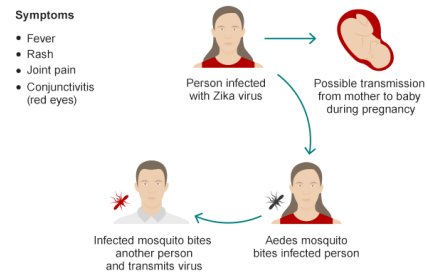 Symptoms
• Fever
• Rash
• Joint pain
• Conjunctivitis
(red eyes)
Person infected
with Zika virus
Possible transmission
from mother to baby
during pregnancy
Infected mosquito bites
another person
and transmits virus
Aedes mosquito
bites infected person